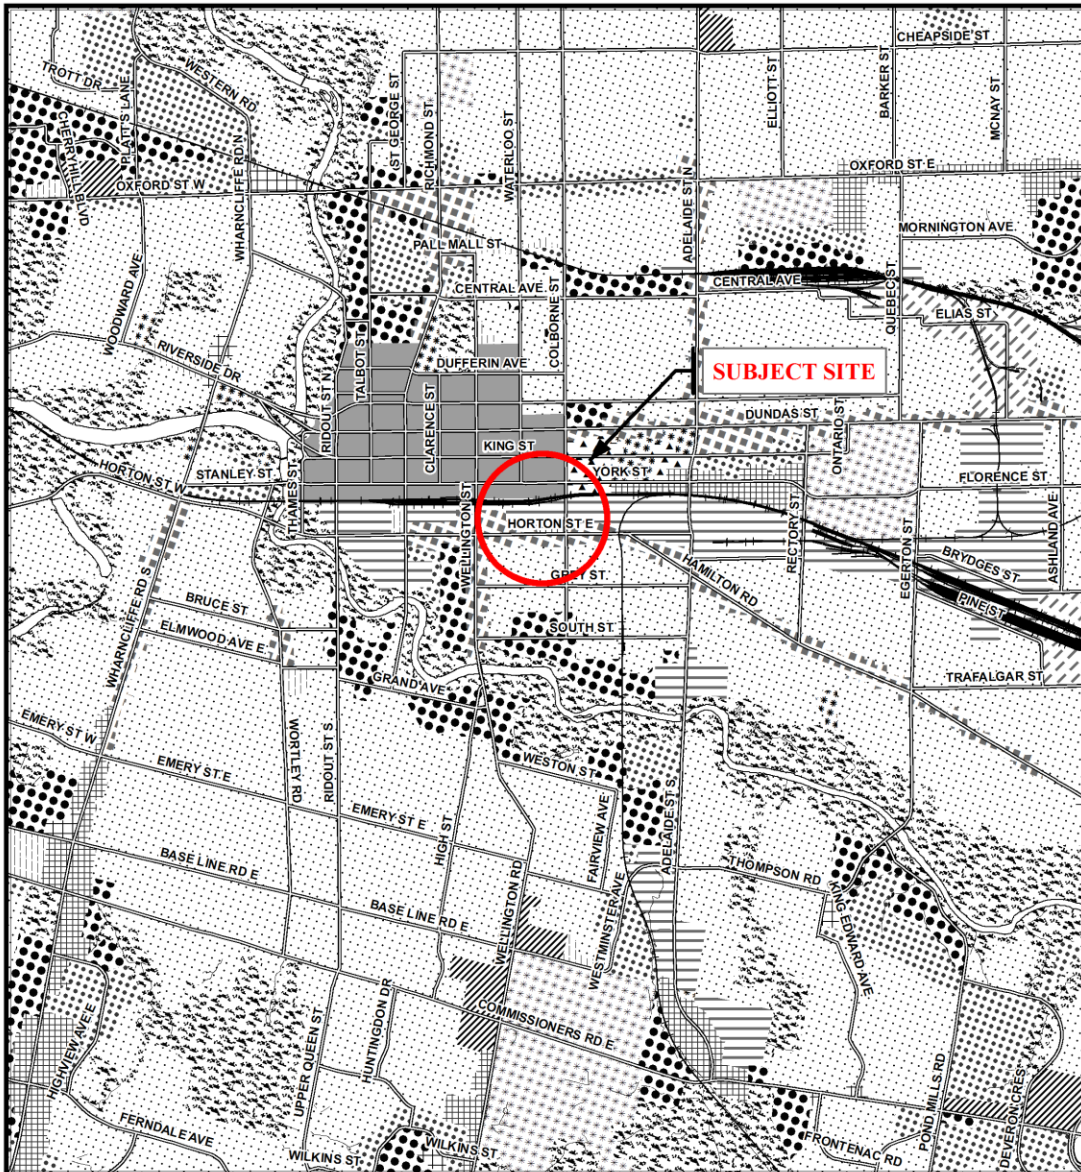 CHEAPSIDE ST
TROTT DR
PLATT'S LANE
WESTERN RD
ST. GEORGE ST
RICHMOND ST
WATERLOO ST
ELLIOTT ST
BARKER ST
MCNAY ST
CHERRYHILL BLVD
WHARNCLIFFE RD N
OXFORD ST W
OXFORD ST E
ADELAIDE ST N
MORNINGTON AVE
PALL MALL ST
WOODWARD AVE
CENTRAL AVE
CENTRAL AVE
QUEBEC ST
ELIAS ST
COLBORNE ST
RIVERSIDE DR
TALBOT ST
RIDOUT ST N
DUFFERIN AVE
SUBJECT SITE
CLARENCE ST
DUNDAS ST
ONTARIO ST
KING ST
YORK ST
HORTON ST W
STANLEY ST
THAMES ST
FLORENCE ST
WELLINGTON ST
HORTON ST E
RECTORY ST
EGERTON ST
ASHLAND AVE
BRYDGES ST
GREY ST
HAMILTON RD
PINE ST
BRUCE ST
ELMWOOD AVE E
WHARNCLIFFE RD S
SOUTH ST
GRAND AVE
TRAFALGAR ST
EMERY ST W
WORTLEY RD
RIDOUT ST S
EMERY ST E
WESTON ST
EMERY ST E
HIGH ST
FAIRVIEW AVE
ADELAIDE ST S
BASE LINE RD E
THOMPSON RD
WELLINGTON RD
BASE LINE RD E
WESTMINSTER AVE
KING EDWARD AVE
COMMISSIONERS RD E
HIGHVIEW AVE E
UPPER QUEEN ST
HUNTINGDON DR
POND MILLS RD
DEVERON CRES
FERNDALE AVE
WILKINS ST
WILKINS ST
FRONTENAC RD